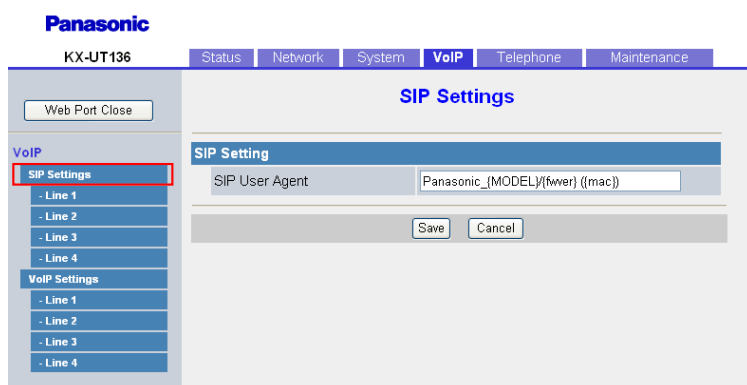 Panasonic
KX-UT136
Status Network System VoIP Telephone Maintenance
Web Port Close
SIP Settings
VoIP
SIP Settings
- Line 1
- Line 2
- Line 3
- Line 4
VoIP Settings
- Line 1
- Line 2
- Line 3
- Line 4
SIP Setting
SIP User Agent Panasonic_{MODEL}/{fwver} ({mac})
Save Cancel